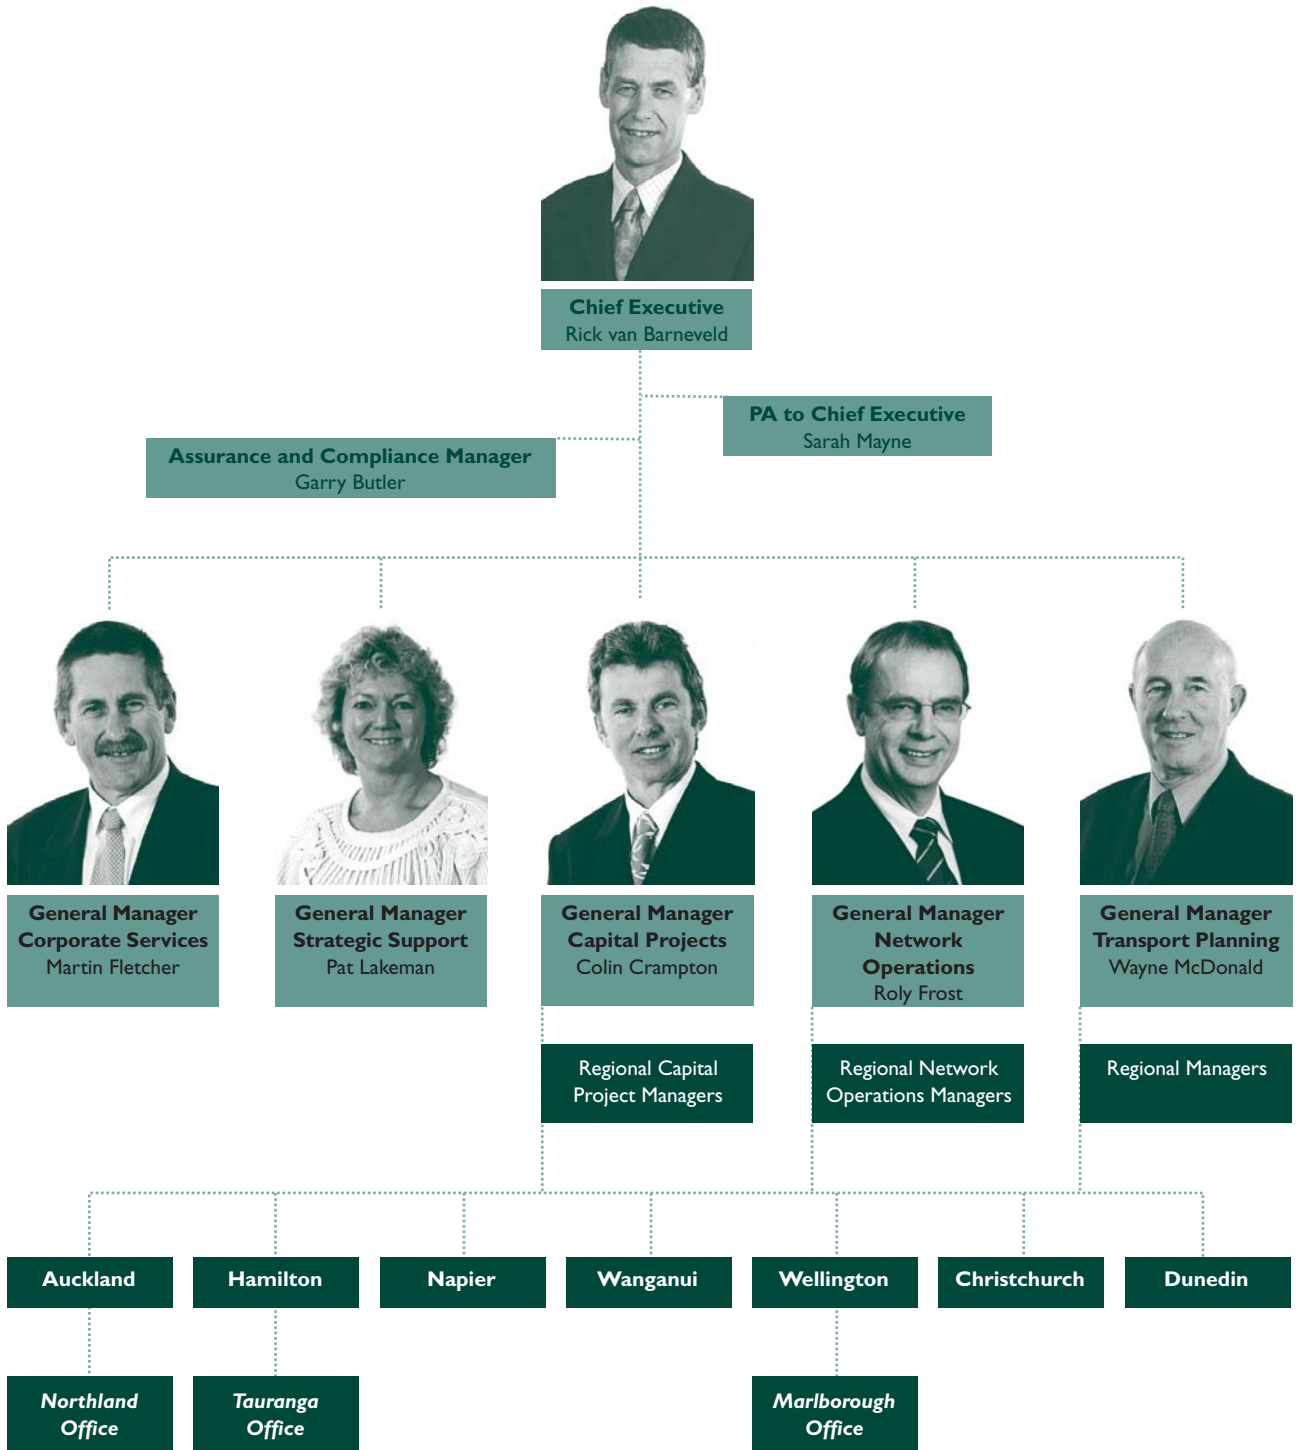 Chief Executive
Rick van Barneveld
PA to Chief Executive
Sarah Mayne
Assurance and Compliance Manager
Garry Butler
General Manager
Corporate Services
Martin Fletcher
General Manager
Strategic Support
Pat Lakeman
General Manager
Capital Projects
Colin Crampton
General Manager
Network
Operations
Roly Frost
General Manager
Transport Planning
Wayne McDonald
Regional Capital
Project Managers
Regional Network
Operations Managers
Regional Managers
Auckland
Hamilton
Napier
Wanganui
Wellington
Christchurch
Dunedin
Northland
Office
Tauranga
Office
Marlborough
Office